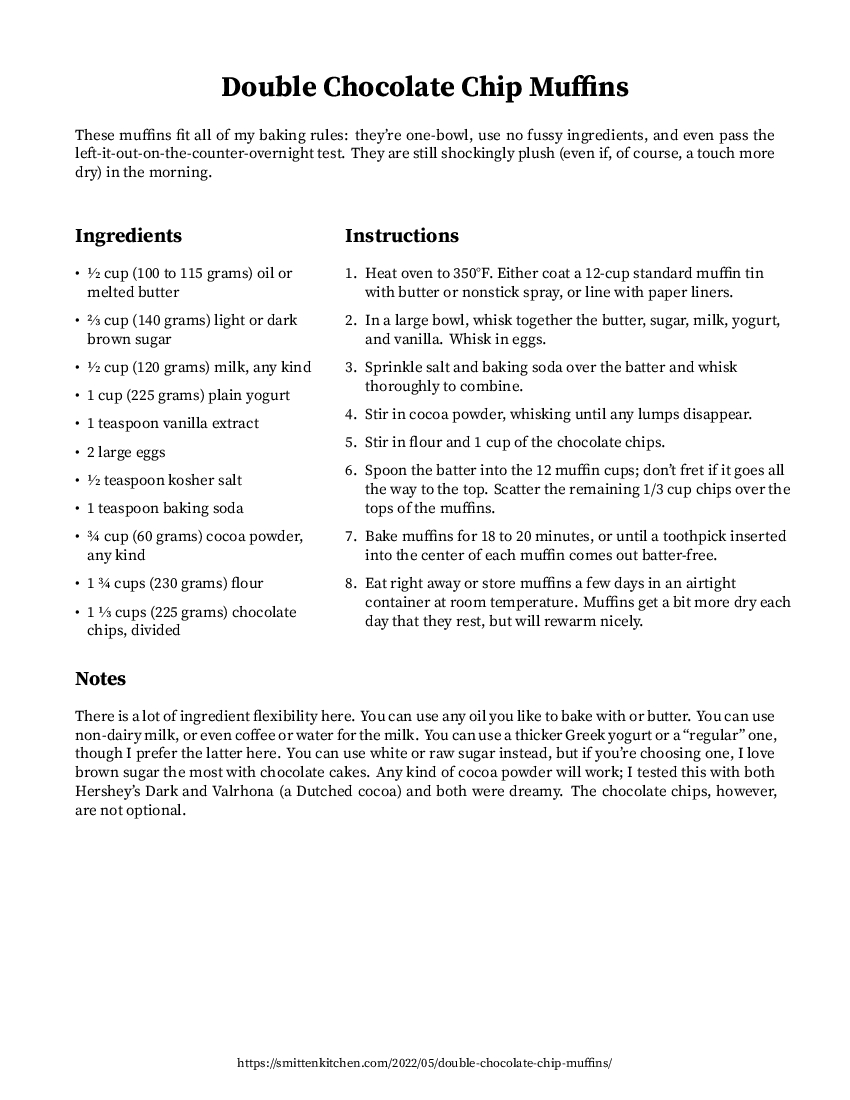 Double Chocolate Chip Muffins
These muffins fit all of my baking rules: they’re one-bowl, use no fussy ingredients, and even pass the
left-it-out-on-the-counter-overnight test. They are still shockingly plush (even if, of course, a touch more
dry) in the morning.
Ingredients
• ½ cup (100 to 115 grams) oil or
melted butter
• ⅔ cup (140 grams) light or dark
brown sugar
• ½ cup (120 grams) milk, any kind
• 1 cup (225 grams) plain yogurt
• 1 teaspoon vanilla extract
• 2 large eggs
• ½ teaspoon kosher salt
• 1 teaspoon baking soda
• ¾ cup (60 grams) cocoa powder,
any kind
• 1 ¾ cups (230 grams) flour
• 1 ⅓ cups (225 grams) chocolate
chips, divided
Instructions
1. Heat oven to 350°F. Either coat a 12-cup standard muffin tin
with butter or nonstick spray, or line with paper liners.
2. In a large bowl, whisk together the butter, sugar, milk, yogurt,
and vanilla. Whisk in eggs.
3. Sprinkle salt and baking soda over the batter and whisk
thoroughly to combine.
4. Stir in cocoa powder, whisking until any lumps disappear.
5. Stir in flour and 1 cup of the chocolate chips.
6. Spoon the batter into the 12 muffin cups; don’t fret if it goes all
the way to the top. Scatter the remaining 1/3 cup chips over the
tops of the muffins.
7. Bake muffins for 18 to 20 minutes, or until a toothpick inserted
into the center of each muffin comes out batter-free.
8. Eat right away or store muffins a few days in an airtight
container at room temperature. Muffins get a bit more dry each
day that they rest, but will rewarm nicely.
Notes
There is a lot of ingredient flexibility here. You can use any oil you like to bake with or butter. You can use
non-dairy milk, or even coffee or water for the milk. You can use a thicker Greek yogurt or a “regular” one,
though I prefer the latter here. You can use white or raw sugar instead, but if you’re choosing one, I love
brown sugar the most with chocolate cakes. Any kind of cocoa powder will work; I tested this with both
Hershey’s Dark and Valrhona (a Dutched cocoa) and both were dreamy. The chocolate chips, however,
are not optional.
https://smittenkitchen.com/2022/05/double-chocolate-chip-muffins/